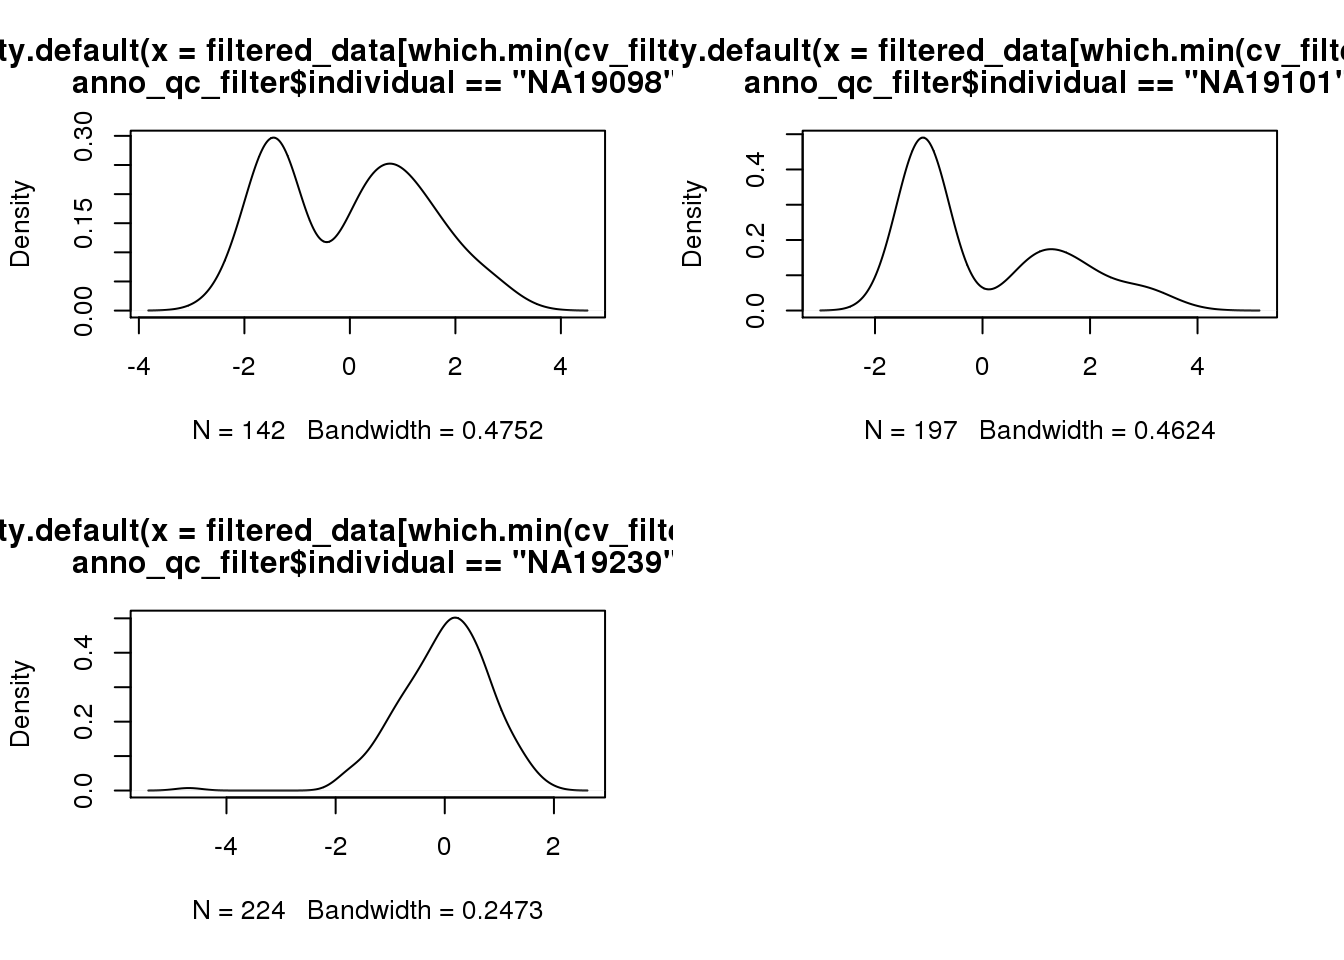 ty.default(x = filtered_data[which.min(cv_filte
anno_qc_filter$individual == "NA19098"
Density
0.00 0.15 0.30
-4 -2 0 2 4
N = 142 Bandwidth = 0.4752
ty.default(x = filtered_data[which.min(cv_filte
anno_qc_filter$individual == "NA19101"
Density
0.0 0.2 0.4
-2 0 2 4
N = 197 Bandwidth = 0.4624
ty.default(x = filtered_data[which.min(cv_filte
anno_qc_filter$individual == "NA19239"
Density
0.0 0.2 0.4
-4 -2 0 2
N = 224 Bandwidth = 0.2473